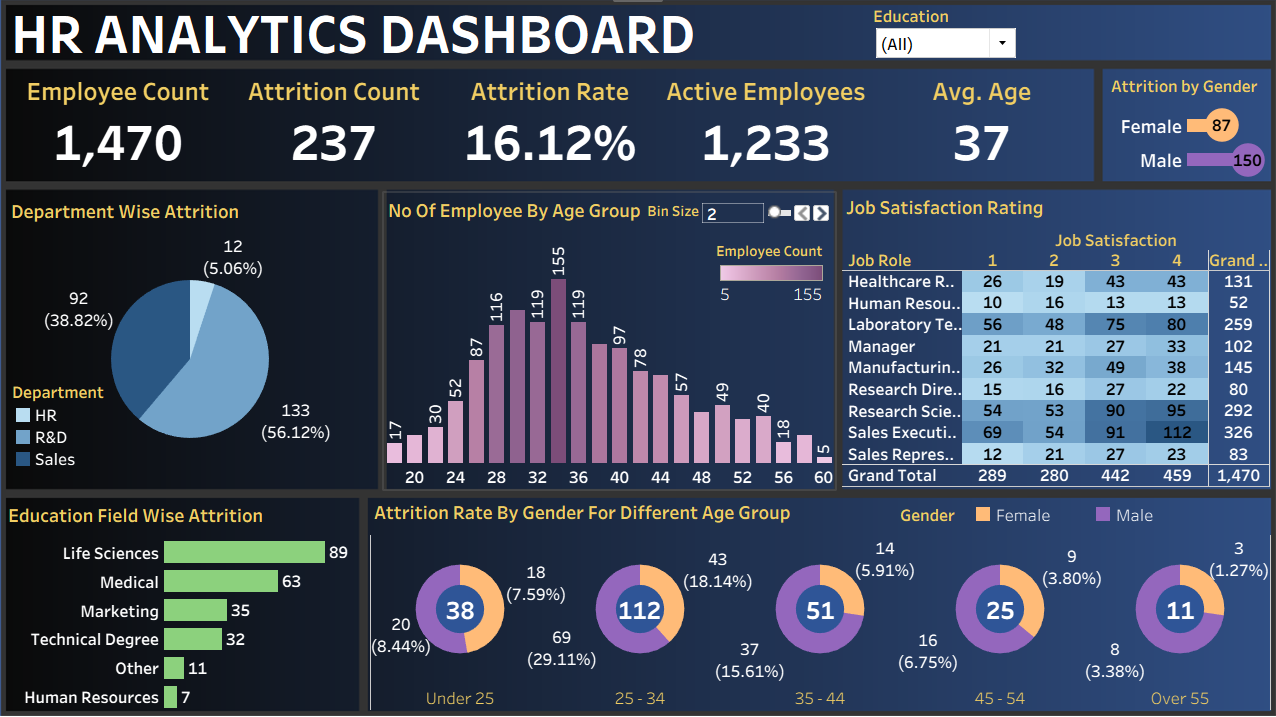 HR ANALYTICS DASHBOARD
Education
(All)
Employee Count Attrition Count Attrition Rate Active Employees Avg. Age
1,470 237 16.12% 1,233 37
Attrition by Gender
Female 87
Male 150
Department Wise Attrition
12
(5.06%)
92
(38.82%)
133
(56.12%)
Department
HR
R&D
Sales
No Of Employee By Age Group Bin Size 2
Employee Count
5 155
17 30 52 87 116 119 155 119 97 78 57 49 40 18 5
20 24 28 32 36 40 44 48 52 56 60
Job Satisfaction Rating
Job Satisfaction
Job Role 1 2 3 4 Grand ..
Healthcare R.. 26 19 43 43 131
Human Resou.. 10 16 13 13 52
Laboratory Te.. 56 48 75 80 259
Manager 21 21 27 33 102
Manufacturin.. 26 32 49 38 145
Research Dire.. 15 16 27 22 80
Research Scie.. 54 53 90 95 292
Sales Executi.. 69 54 91 112 326
Sales Repres.. 12 21 27 23 83
Grand Total 289 280 442 459 1,470
Education Field Wise Attrition
Life Sciences 89
Medical 63
Marketing 35
Technical Degree 32
Other 11
Human Resources 7
Attrition Rate By Gender For Different Age Group
Gender Female Male
38
18
(7.59%)
20
(8.44%)
Under 25
112
43
(18.14%)
69
(29.11%)
25 - 34
51
14
(5.91%)
37
(15.61%)
35 - 44
25
9
(3.80%)
16
(6.75%)
45 - 54
11
3
(1.27%)
8
(3.38%)
Over 55